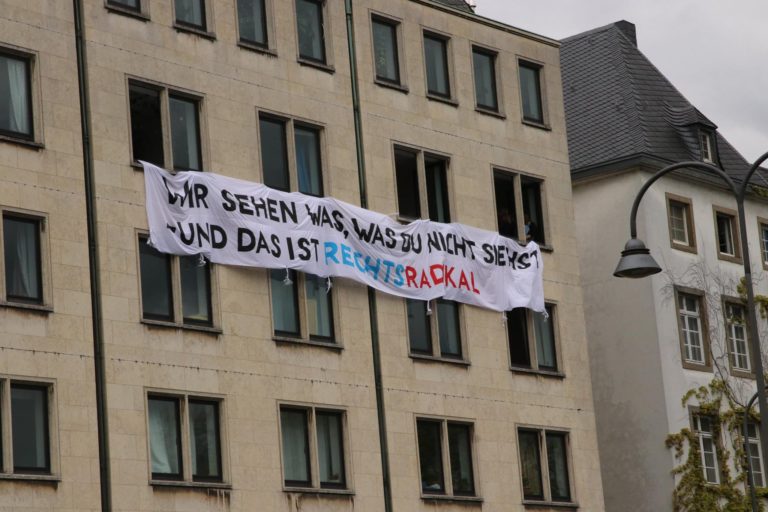 WIR SEHEN WAS, WAS DU NICHT SIEHST
- UND DAS IST RECHTSRADIKAL